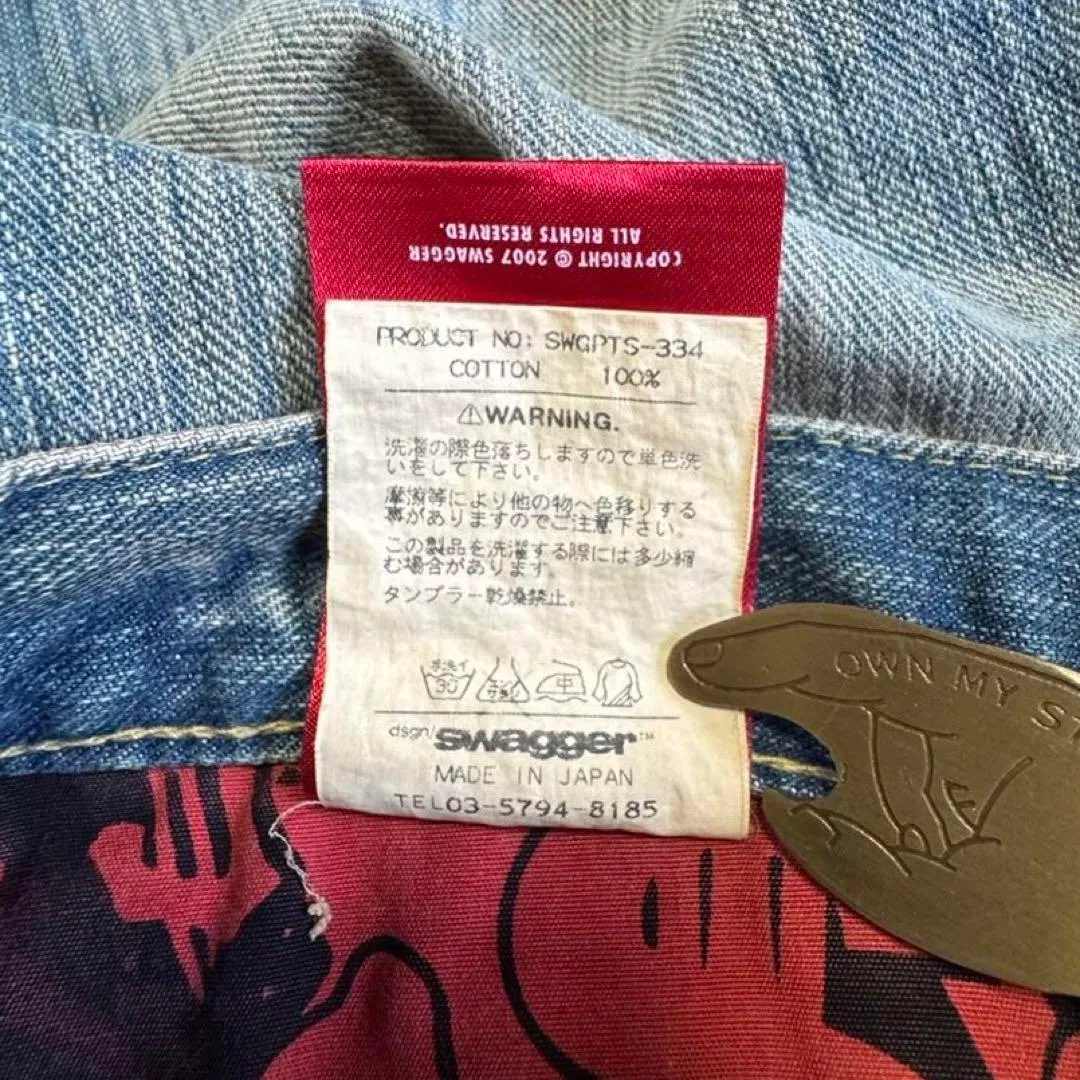 COPYRIGHT © 2007 SWAGGER
ALL RIGHTS RESERVED.
PRODUCT NO: SWGPTS-334
COTTON 100%
⚠WARNING.
洗濯の際色落ちしますので単色洗
いをして下さい。
摩擦等により他の物へ色移りする
事がありますのでご注意下さい。
この製品を洗濯する際には多少縮
む場合があります。
タンブラー乾燥禁止。
手洗イ
30
中
dsgn/swagger™
MADE IN JAPAN
TEL03-5794-8185
OWN MY